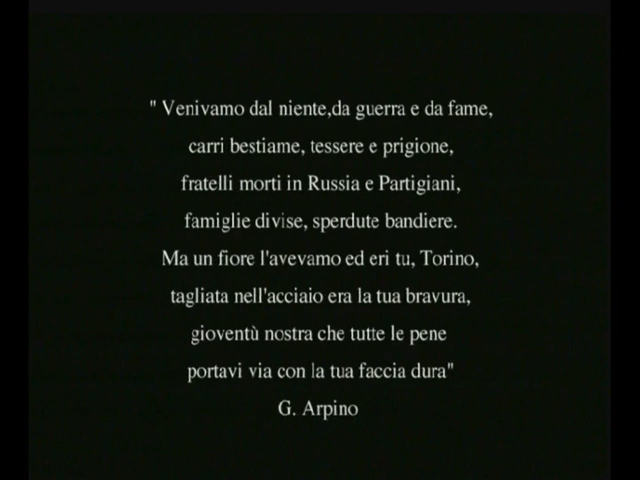 " Venivamo dal niente,da guerra e da fame,
carri bestiame, tessere e prigione,
fratelli morti in Russia e Partigiani,
famiglie divise, sperdute bandiere.
Ma un fiore l'avevamo ed eri tu, Torino,
tagliata nell'acciaio era la tua bravura,
gioventù nostra che tutte le pene
portavi via con la tua faccia dura"
G. Arpino